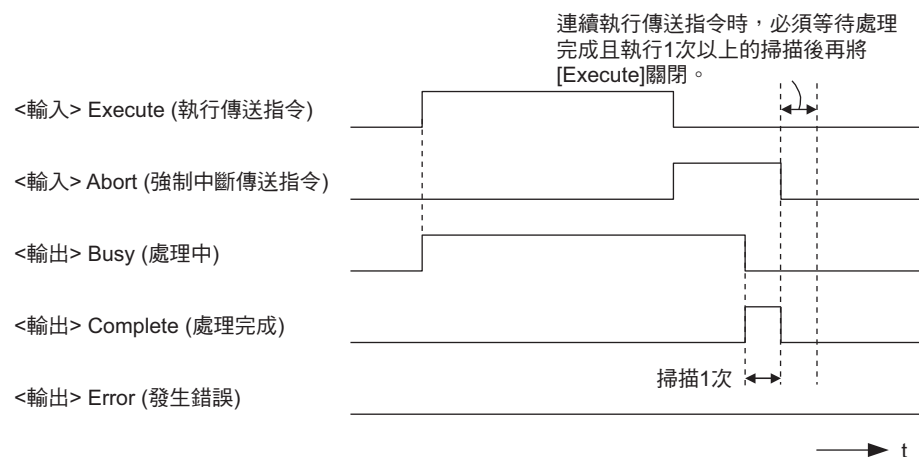 連續執行傳送指令時，必須等待處理
完成且執行1次以上的掃描後再將
[Execute]關閉。
<輸入> Execute (執行傳送指令)
<輸入> Abort (強制中斷傳送指令)
<輸出> Busy (處理中)
<輸出> Complete (處理完成)
掃描1次
<輸出> Error (發生錯誤)
t